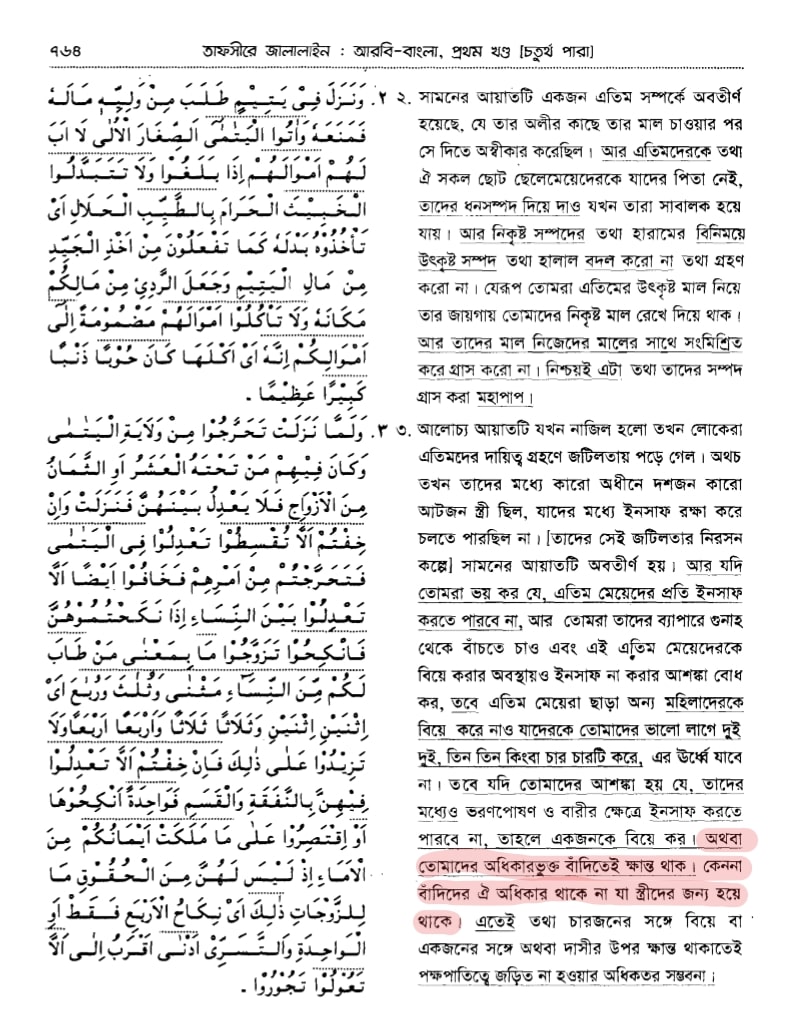 ৭৬৪ তাফসীরে জালালাইন : আরবি-বাংলা, প্রথম খণ্ড [চতুর্থ পারা]
٢. وَنَزَلَ فِيْ يَتِيْمٍ طَلَبَ مِنْ وَلِيِّهِ مَالَهُ
فَمَنَعَهُ وَاٰتُوا الْيَتٰمٰى الصِّغَارَ الْاُلٰى لَا اَبَ
لَهُمْ اَمْوَالَهُمْ اِذَا بَلَغُوْا وَلَا تَتَبَدَّلُوا
الْخَبِيْثَ الْحَرَامَ بِالطَّيِّبِ الْحَلَالِ اَىْ
تَأْخُذُوْهُ بَدْلَهُ كَمَا تَفْعَلُوْنَ مِنْ اَخْذِ الْجَيِّدِ
مِنْ مَالِ الْيَتِيْمِ وَجَعْلِ الرَّدِيْ مِنْ مَالِكُمْ
مَكَانَهُ وَلَا تَأْكُلُوْا اَمْوَالَهُمْ مَضْمُوْمَةً اِلٰى
اَمْوَالِكُمْ اِنَّهُ اَىْ اَكْلَهَا كَانَ حُوْبًا ذَنْبًا
كَبِيْرًا عَظِيْمًا .
২. সামনের আয়াতটি একজন এতিম সম্পর্কে অবতীর্ণ
হয়েছে, যে তার অলীর কাছে তার মাল চাওয়ার পর
সে দিতে অস্বীকার করেছিল। আর এতিমদেরকে তথা
ঐ সকল ছোট ছেলেমেয়েদেরকে যাদের পিতা নেই,
তাদের ধনসম্পদ দিয়ে দাও যখন তারা সাবালক হয়ে
যায়। আর নিকৃষ্ট সম্পদের তথা হারামের বিনিময়ে
উৎকৃষ্ট সম্পদ তথা হালাল বদল করো না তথা গ্রহণ
করো না। যেরূপ তোমরা এতিমের উৎকৃষ্ট মাল নিয়ে
তার জায়গায় তোমাদের নিকৃষ্ট মাল রেখে দিয়ে থাক।
আর তাদের মাল নিজেদের মালের সাথে সংমিশ্রিত
করে গ্রাস করো না। নিশ্চয়ই এটা তথা তাদের সম্পদ
গ্রাস করা মহাপাপ।
٣. وَلَمَّا نَزَلَتْ تَحَرَّجُوْا مِنْ وَلَايَةِ الْيَتٰمٰى
وَكَانَ فِيْهِمْ مَنْ تَحْتَهُ الْعَشْرُ اَوِ الثَّمَانُ
مِنَ الْاَزْوَاجِ فَلَا يَعْدِلُ بَيْنَهُنَّ فَنَزَلَتْ وَاِنْ
خِفْتُمْ اَلَّا تُقْسِطُوْا تَعْدِلُوْا فِى الْيَتٰمٰى
فَتَحَرَّجْتُمْ مِنْ اَمْرِهِمْ فَخَافُوْا اَيْضًا اَلَّا
تَعْدِلُوْا بَيْنَ النِّسَاءِ اِذَا نَكَحْتُمُوْهُنَّ
فَانْكِحُوْا تَزَوَّجُوْا مَا بِمَعْنٰى مَنْ طَابَ
لَكُمْ مِّنَ النِّسَاءِ مَثْنٰى وَثُلٰثَ وَرُبٰعَ اَىْ
اِثْنَيْنِ اِثْنَيْنِ وَثَلَاثًا ثَلَاثًا وَاَرْبَعًا اَرْبَعًا وَلَا
تَزِيْدُوْا عَلٰى ذٰلِكَ فَاِنْ خِفْتُمْ اَلَّا تَعْدِلُوْا
فِيْهِنَّ بِالنَّفَقَةِ وَالْقَسْمِ فَوَاحِدَةً اَنْكِحُوْهَا
اَوْ اِقْتَصِرُوْا عَلٰى مَا مَلَكَتْ اَيْمَانُكُمْ مِنَ
الْاِمَاءِ اِذْ لَيْسَ لَهُنَّ مِنَ الْحُقُوْقِ مَا
لِلزَّوْجَاتِ ذٰلِكَ اَىْ نِكَاحُ الْاَرْبَعِ فَقَطْ اَوِ
الْوَاحِدَةِ وَالتَّسَرِّىْ اَدْنٰى اَقْرَبُ اِلٰى اَلَّا
تَعُوْلُوْا تَجُوْرُوْا .
৩. আলোচ্য আয়াতটি যখন নাজিল হলো তখন লোকেরা
এতিমদের দায়িত্ব গ্রহণে জটিলতায় পড়ে গেল। অথচ
তখন তাদের মধ্যে কারো অধীনে দশজন কারো
আটজন স্ত্রী ছিল, যাদের মধ্যে ইনসাফ রক্ষা করে
চলতে পারছিল না। [তাদের সেই জটিলতার নিরসন
কল্পে] সামনের আয়াতটি অবতীর্ণ হয়। আর যদি
তোমরা ভয় কর যে, এতিম মেয়েদের প্রতি ইনসাফ
করতে পারবে না, আর তোমরা তাদের ব্যাপারে গুনাহ
থেকে বাঁচতে চাও এবং এই এতিম মেয়েদেরকে
বিয়ে করার অবস্থায়ও ইনসাফ না করার আশঙ্কা বোধ
কর, তবে এতিম মেয়েরা ছাড়া অন্য মহিলাদেরকে
বিয়ে করে নাও যাদেরকে তোমাদের ভালো লাগে দুই
দুই, তিন তিন কিংবা চার চারটি করে, এর ঊর্ধ্বে যাবে
না। তবে যদি তোমাদের আশঙ্কা হয় যে, তাদের
মধ্যেও ভরণপোষণ ও বারীর ক্ষেত্রে ইনসাফ করতে
পারবে না, তাহলে একজনকে বিয়ে কর। অথবা
তোমাদের অধিকারভুক্ত বাঁদিতেই ক্ষান্ত থাক। কেননা
বাঁদিদের ঐ অধিকার থাকে না যা স্ত্রীদের জন্য হয়ে
থাকে। এতেই তথা চারজনের সঙ্গে বিয়ে বা
একজনের সঙ্গে অথবা দাসীর উপর ক্ষান্ত থাকাতেই
পক্ষপাতিত্বে জড়িত না হওয়ার অধিকতর সম্ভবনা।